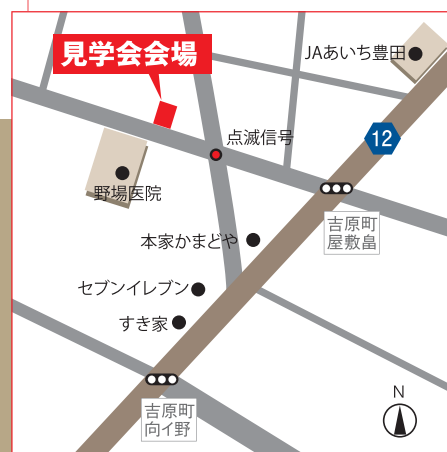 見学会会場
JAあいち豊田
点滅信号
12
野場医院
吉原町
屋敷畠
本家かまどや
セブンイレブン
すき家
吉原町
向イ野
N